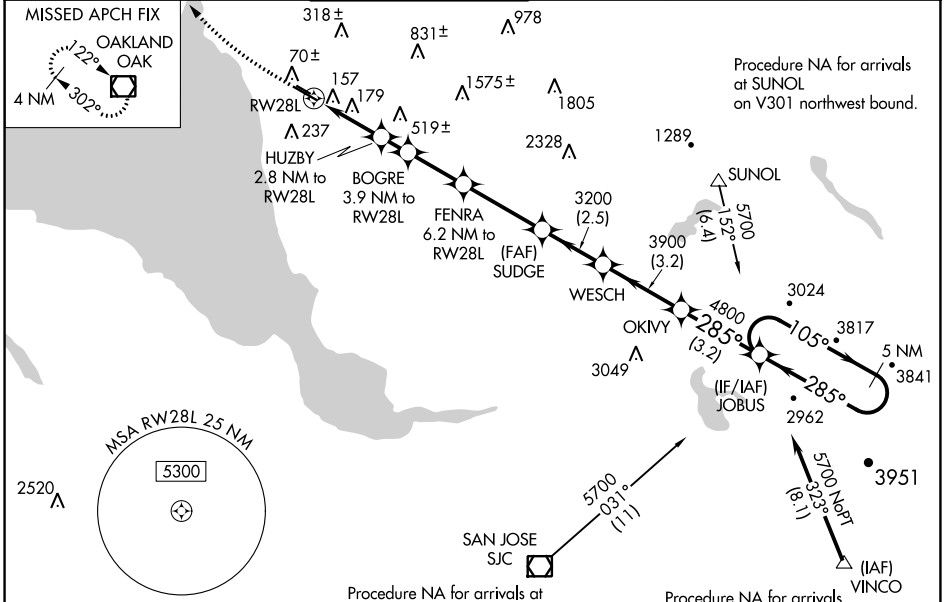 MISSED APCH FIX
OAKLAND
OAK
122°
302°
4 NM
318±
831±
978
70±
157
179
1575±
1805
RW28L
237
519±
2328
1289
Procedure NA for arrivals
at SUNOL
on V301 northwest bound.
HUZBY
2.8 NM to
RW28L
BOGRE
3.9 NM to
RW28L
FENRA
6.2 NM to
RW28L
(FAF)
SUDGE
3200
(2.5)
WESCH
3900
(3.2)
OKIVY
SUNOL
5700
152°
(6.4)
4800
285°
(3.2)
3024
105°
3817
5 NM
3841
285°
(IF/IAF)
JOBUS
3049
2962
3951
MSA RW28L 25 NM
5300
2520
5700
031°
(11)
SAN JOSE
SJC
5700 NoPT
323°
(8.1)
(IAF)
VINCO
Procedure NA for arrivals at
Procedure NA for arrivals